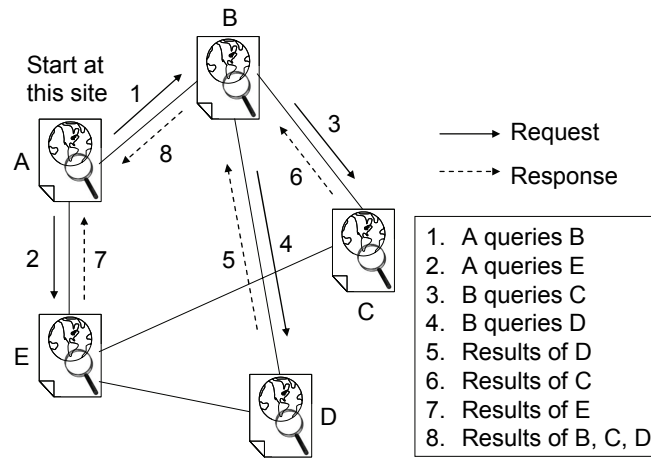 B
Start at
this site
1
A
8
3
6
Request
Response
2
7
5
4
C
E
D
1. A queries B
2. A queries E
3. B queries C
4. B queries D
5. Results of D
6. Results of C
7. Results of E
8. Results of B, C, D